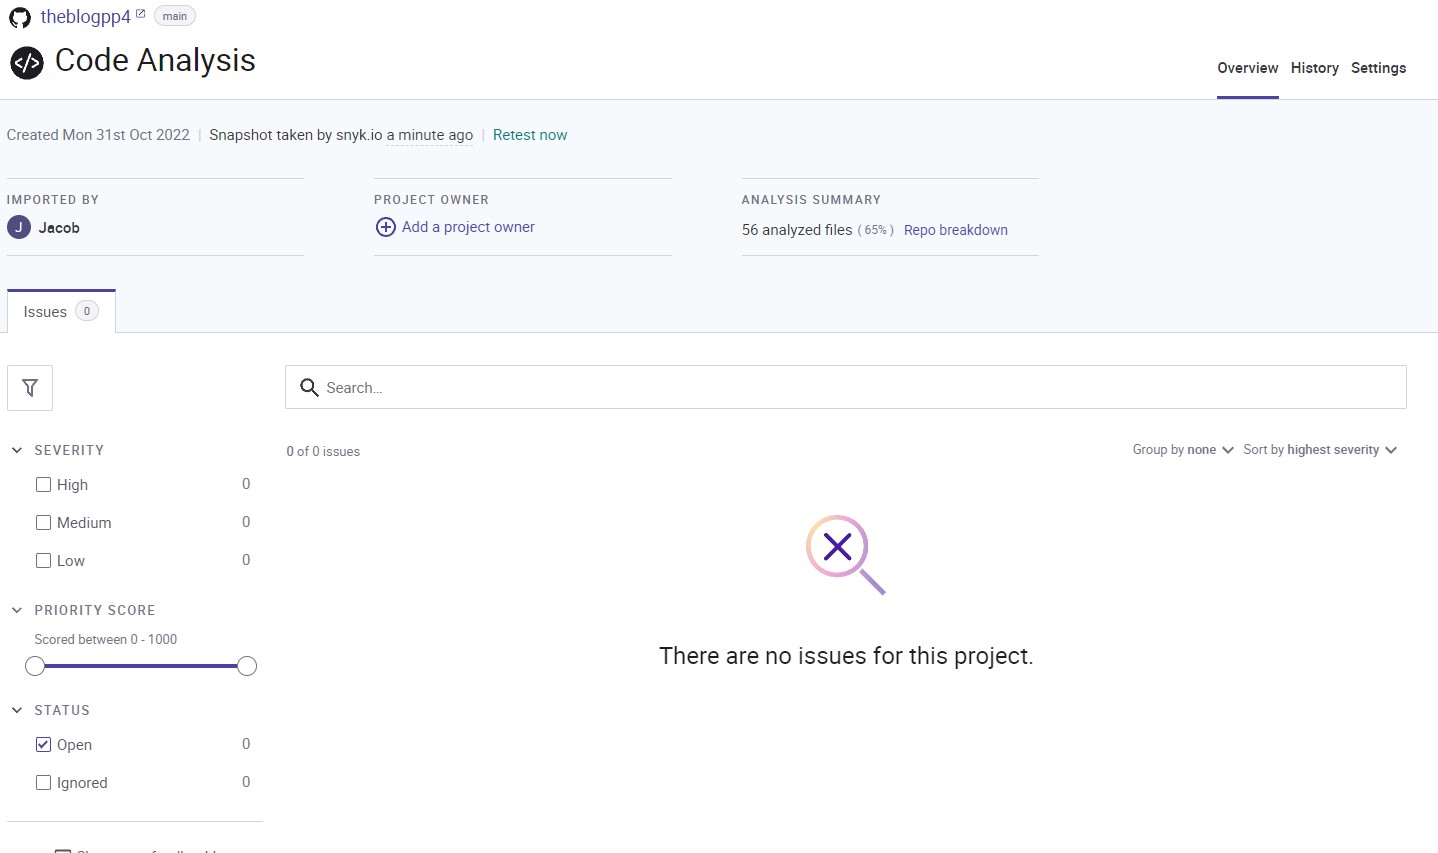 theblogpp4 main
Code Analysis
Overview History Settings
Created Mon 31st Oct 2022 | Snapshot taken by snyk.io a minute ago | Retest now
IMPORTED BY
J Jacob
PROJECT OWNER
Add a project owner
ANALYSIS SUMMARY
56 analyzed files (65%) Repo breakdown
Issues 0
Search...
SEVERITY
High 0
Medium 0
Low 0
PRIORITY SCORE
Scored between 0 - 1000
STATUS
Open 0
Ignored 0
0 of 0 issues
Group by none Sort by highest severity
There are no issues for this project.